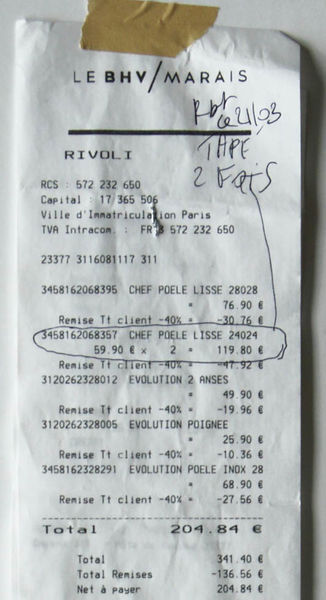 LE BHV/MARAIS
Rbt
le 21/03
TAPÉ
2 Fois
RIVOLI
RCS : 572 232 650
Capital : 17 365 506
Ville d'Immatriculation Paris
TVA Intracom. : FR 572 232 650
23377 3116081117 311
3458162068395 CHEF POELE LISSE 28028
= 76.90 €
Remise Tt client -40% = -30.76 €
3458162068357 CHEF POELE LISSE 24024
59.90 € x 2 = 119.80 €
Remise Tt client -40% = -47.92 €
3120262328012 EVOLUTION 2 ANSES
= 49.90 €
Remise Tt client -40% = -19.96 €
3120262328005 EVOLUTION POIGNEE
= 25.90 €
Remise Tt client -40% = -10.36 €
3458162328291 EVOLUTION POELE INOX 28
= 68.90 €
Remise Tt client -40% = -27.56 €
Total 204.84 €
Total 341.40 €
Total Remises -136.56 €
Net à payer 204.84 €